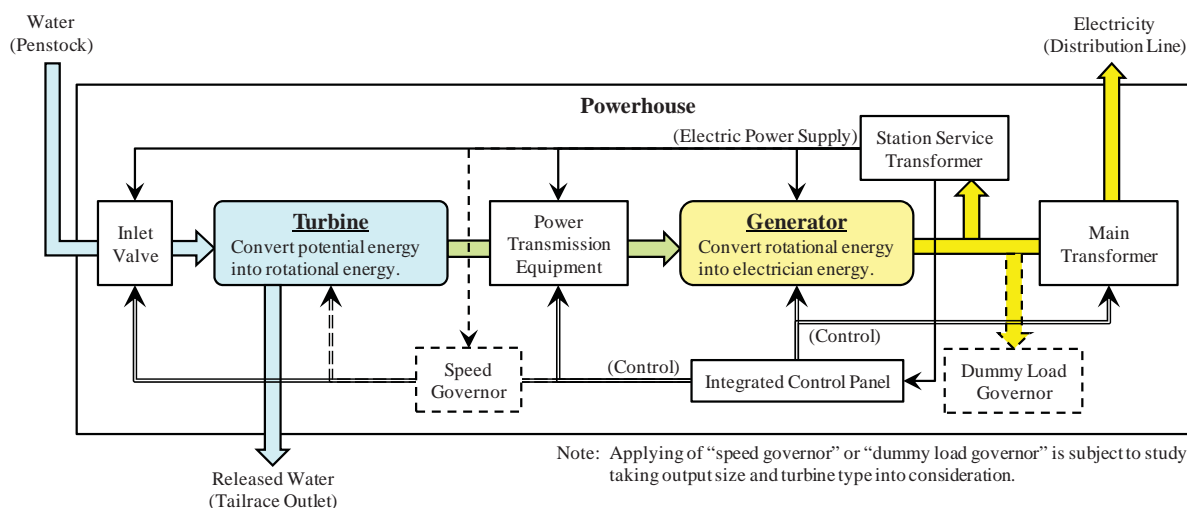 Water
(Penstock)
Electricity
(Distribution Line)
Powerhouse
(Electric Power Supply)
Station Service
Transformer
Inlet
Valve
Turbine
Convert potential energy
into rotational energy.
Power
Transmission
Equipment
Generator
Convert rotational energy
into electrician energy.
Main
Transformer
(Control)
Speed
Governor
(Control)
Integrated Control Panel
Dummy Load
Governor
Released Water
(Tailrace Outlet)
Note: Applying of “speed governor” or “dummy load governor” is subject to study
taking output size and turbine type into consideration.